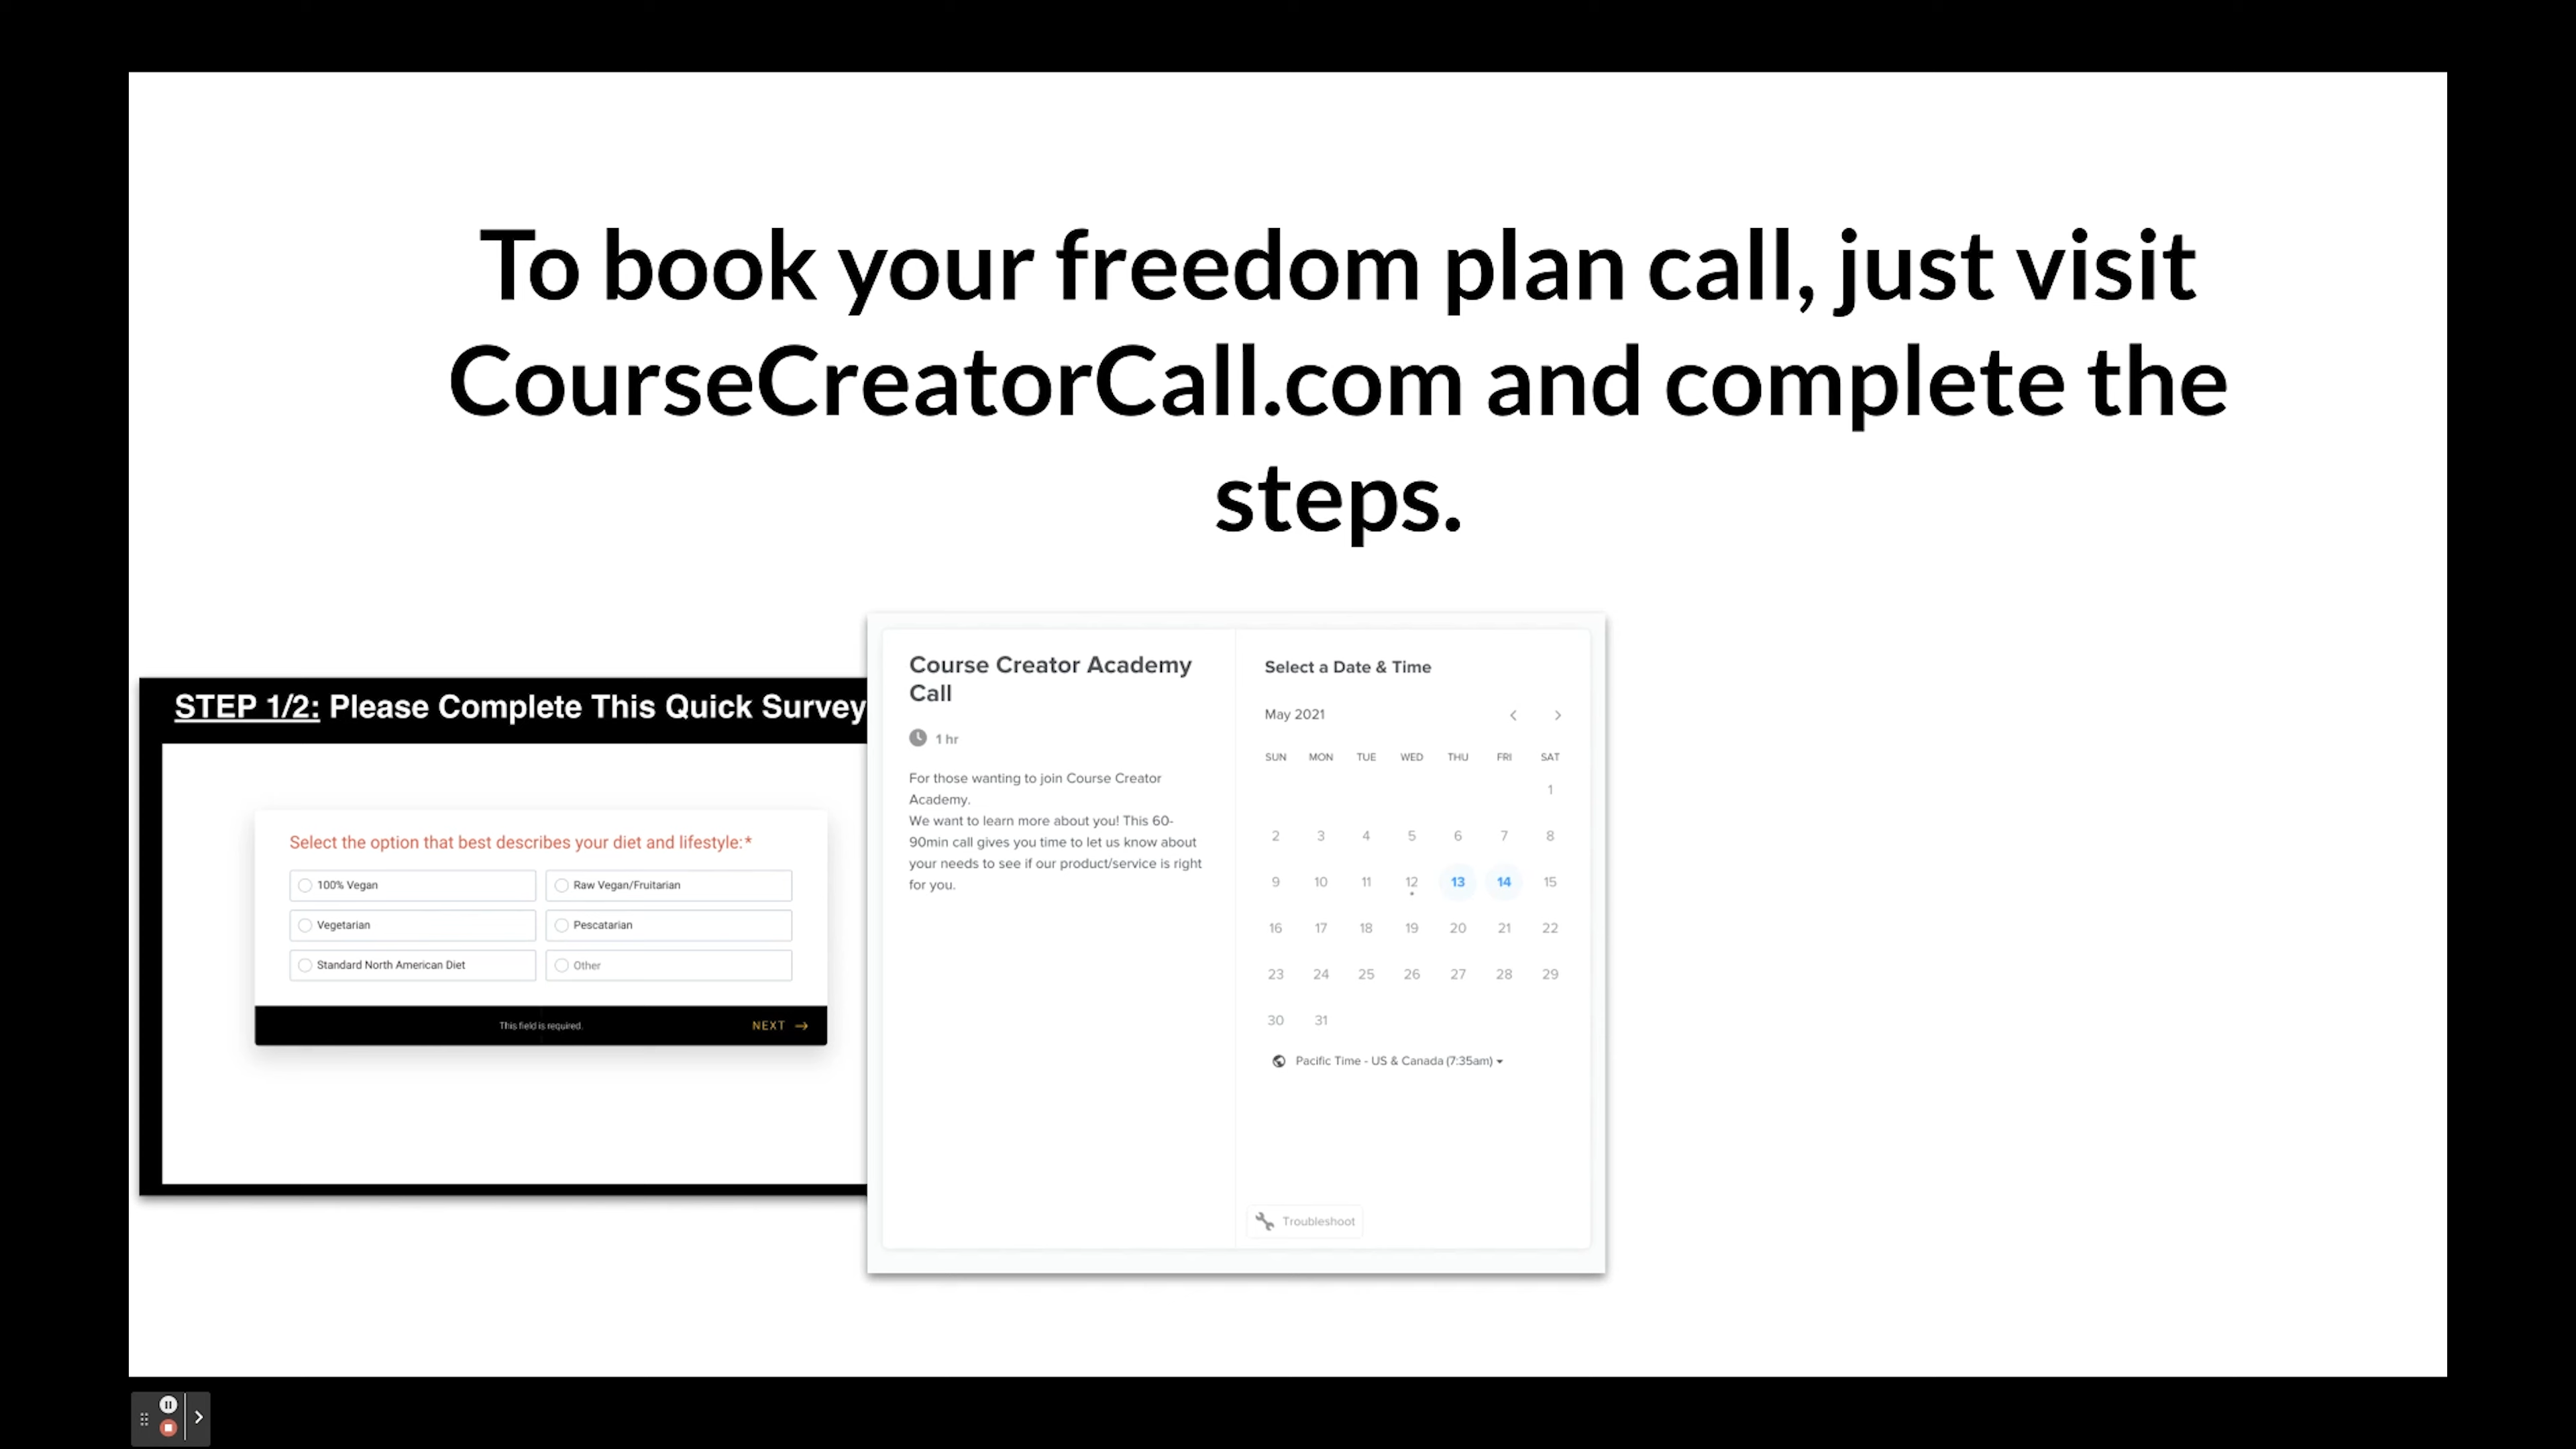 To book your freedom plan call, just visit
CourseCreatorCall.com and complete the
steps.
STEP 1/2: Please Complete This Quick Survey
Select the option that best describes your diet and lifestyle:*
100% Vegan
Raw Vegan/Fruitarian
Vegetarian
Pescatarian
Standard North American Diet
Other
This field is required.
NEXT →
Course Creator Academy
Call
1 hr
For those wanting to join Course Creator
Academy.
We want to learn more about you! This 60-
90min call gives you time to let us know about
your needs to see if our product/service is right
for you.
Select a Date & Time
May 2021
SUN MON TUE WED THU FRI SAT
1
2 3 4 5 6 7 8
9 10 11 12 13 14 15
16 17 18 19 20 21 22
23 24 25 26 27 28 29
30 31
Pacific Time - US & Canada (7:35am)
Troubleshoot